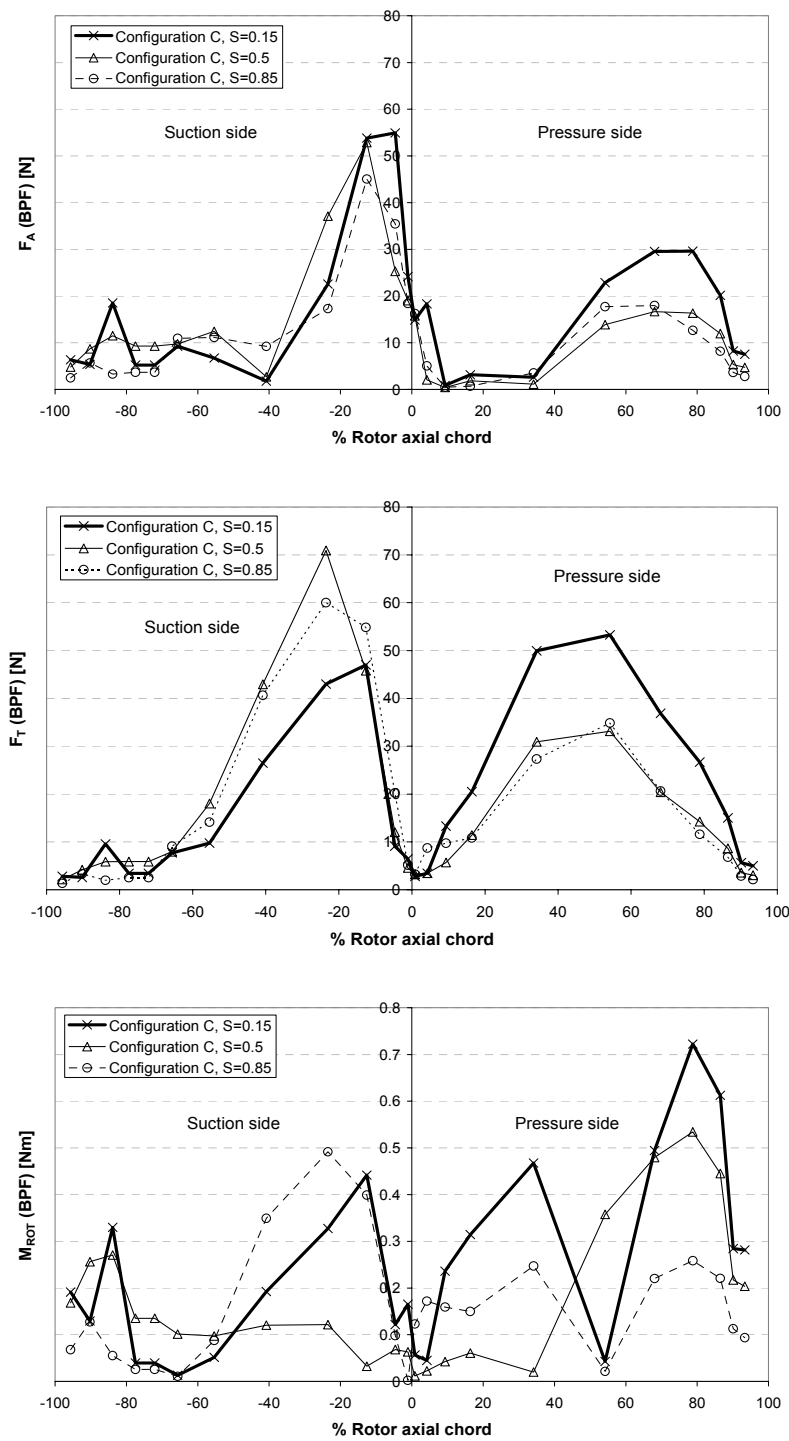 Configuration C, S=0.15
Configuration C, S=0.5
Configuration C, S=0.85
Suction side
Pressure side
F_A (BPF) [N]
80
70
60
50
40
30
20
10
0
-100 -80 -60 -40 -20 0 20 40 60 80 100
% Rotor axial chord
Configuration C, S=0.15
Configuration C, S=0.5
Configuration C, S=0.85
Suction side
Pressure side
F_T (BPF) [N]
80
70
60
50
40
30
20
10
0
-100 -80 -60 -40 -20 0 20 40 60 80 100
% Rotor axial chord
Configuration C, S=0.15
Configuration C, S=0.5
Configuration C, S=0.85
Suction side
Pressure side
M_ROT (BPF) [Nm]
0.8
0.7
0.6
0.5
0.4
0.3
0.2
0.1
0
-100 -80 -60 -40 -20 0 20 40 60 80 100
% Rotor axial chord